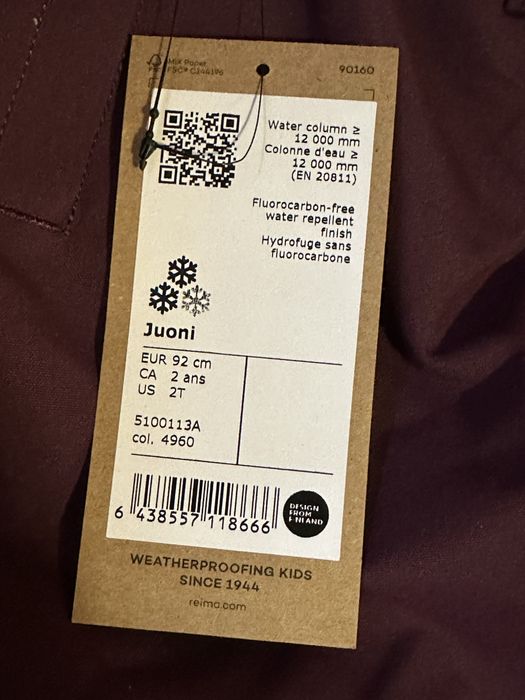 MIX Paper
FSC® C144196
90160
Water column ≥
12 000 mm
Colonne d'eau ≥
12 000 mm
(EN 20811)
Fluorocarbon-free
water repellent
finish
Hydrofuge sans
fluorocarbone
Juoni
EUR 92 cm
CA 2 ans
US 2T
5100113A
col. 4960
6 438557 118666
DESIGN
FROM
FINLAND
WEATHERPROOFING KIDS
SINCE 1944
reima.com